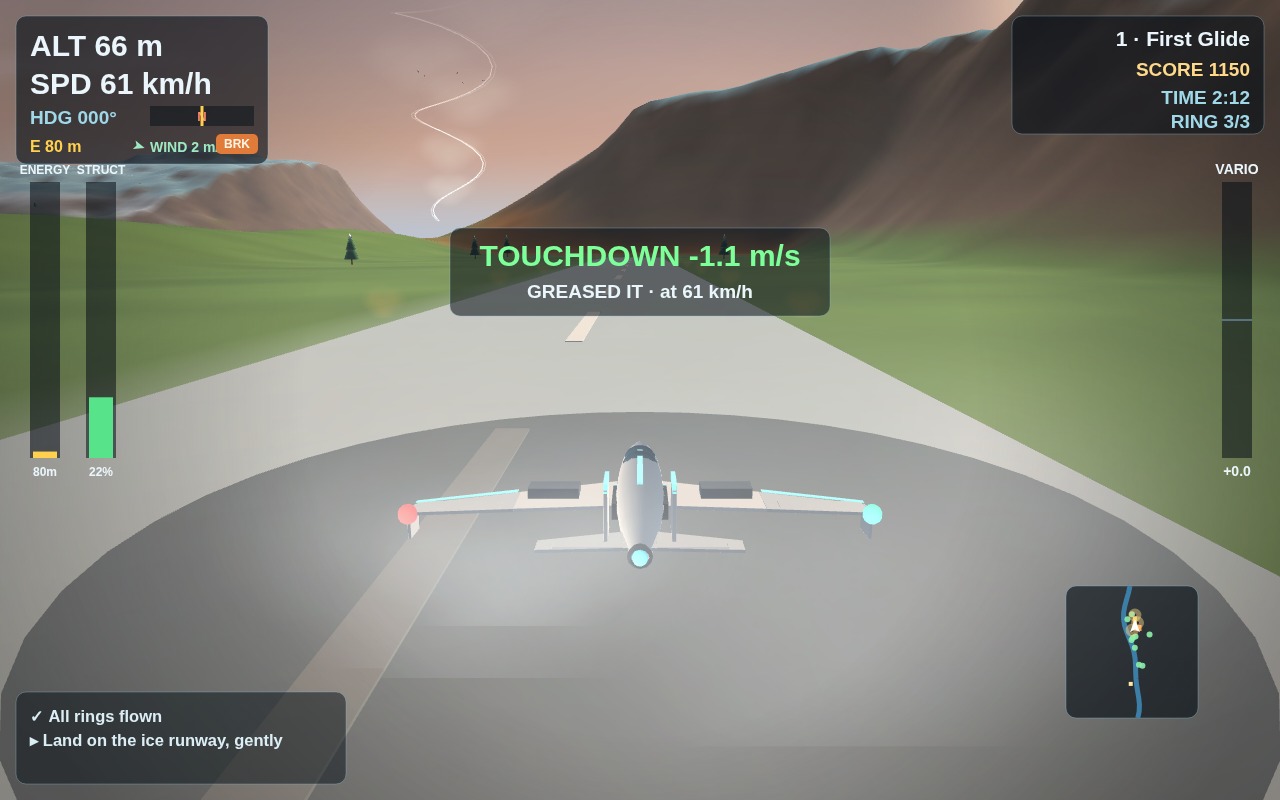 ALT 66 m
SPD 61 km/h
HDG 000°
N
E 80 m
WIND 2 m
BRK
ENERGY STRUCT
80m
22%
1 · First Glide
SCORE 1150
TIME 2:12
RING 3/3
VARIO
+0.0
TOUCHDOWN -1.1 m/s
GREASED IT · at 61 km/h
✓ All rings flown
▸ Land on the ice runway, gently